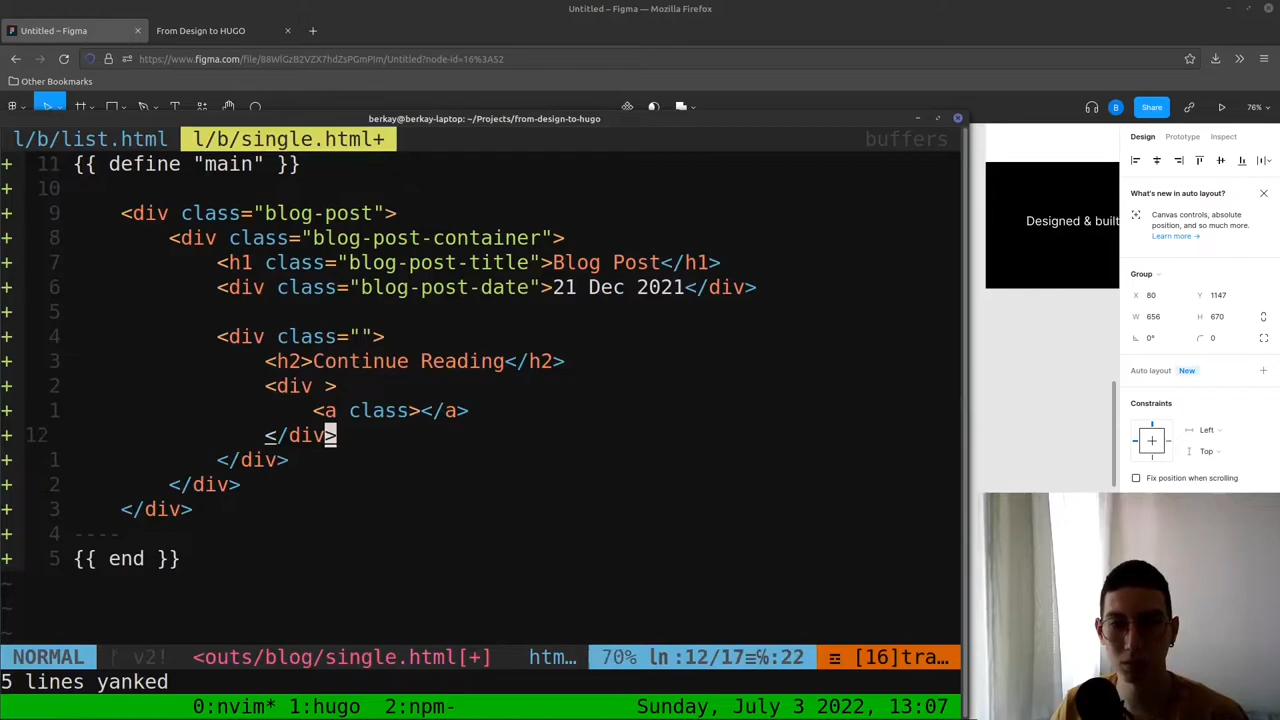 Untitled – Figma — Mozilla Firefox
Untitled – Figma
From Design to HUGO
https://www.figma.com/file/88WlGzB2VZX7hdZsPGmPIm/Untitled?node-id=16%3A52
Other Bookmarks
B
Share
76%
berkay@berkay-laptop: ~/Projects/from-design-to-hugo
l/b/list.html
l/b/single.html+
buffers
+ 11 {{ define "main" }}
+ 10
+ 9 <div class="blog-post">
+ 8 <div class="blog-post-container">
+ 7 <h1 class="blog-post-title">Blog Post</h1>
+ 6 <div class="blog-post-date">21 Dec 2021</div>
+ 5
+ 4 <div class="">
+ 3 <h2>Continue Reading</h2>
+ 2 <div >
+ 1 <a class></a>
+ 12 </div>
+ 1 </div>
+ 2 </div>
+ 3 </div>
+ 4 ----
+ 5 {{ end }}
~
~
~
NORMAL v2! <outs/blog/single.html[+] htm… 70% ln :12/17≡℅:22 ☲ [16]tra…
5 lines yanked
0:nvim* 1:hugo 2:npm- Sunday, July 3 2022, 13:07
Designed & built
Design
Prototype
Inspect
What's new in auto layout?
Canvas controls, absolute
position, and so much more.
Learn more →
Group
X 80 Y 1147
W 656 H 670
0° 0
Auto layout New
Constraints
Left
Top
Fix position when scrolling